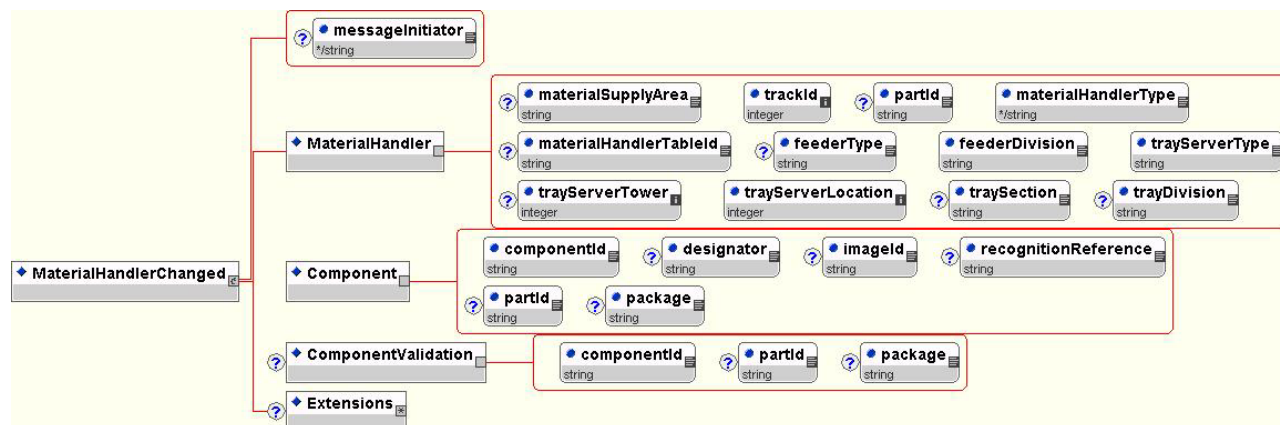 ? messageInitiator
*/string
? materialSupplyArea trackId ? partId materialHandlerType
string integer string */string
MaterialHandler ? materialHandlerTableId ? feederType feederDivision trayServerType
string string string string
? trayServerTower trayServerLocation ? traySection ? trayDivision
integer integer string string
componentId ? designator ? imageId ? recognitionReference
string string string string
MaterialHandlerChanged Component
? partId ? package
string string
? ComponentValidation componentId ? partId ? package
string string string
? Extensions